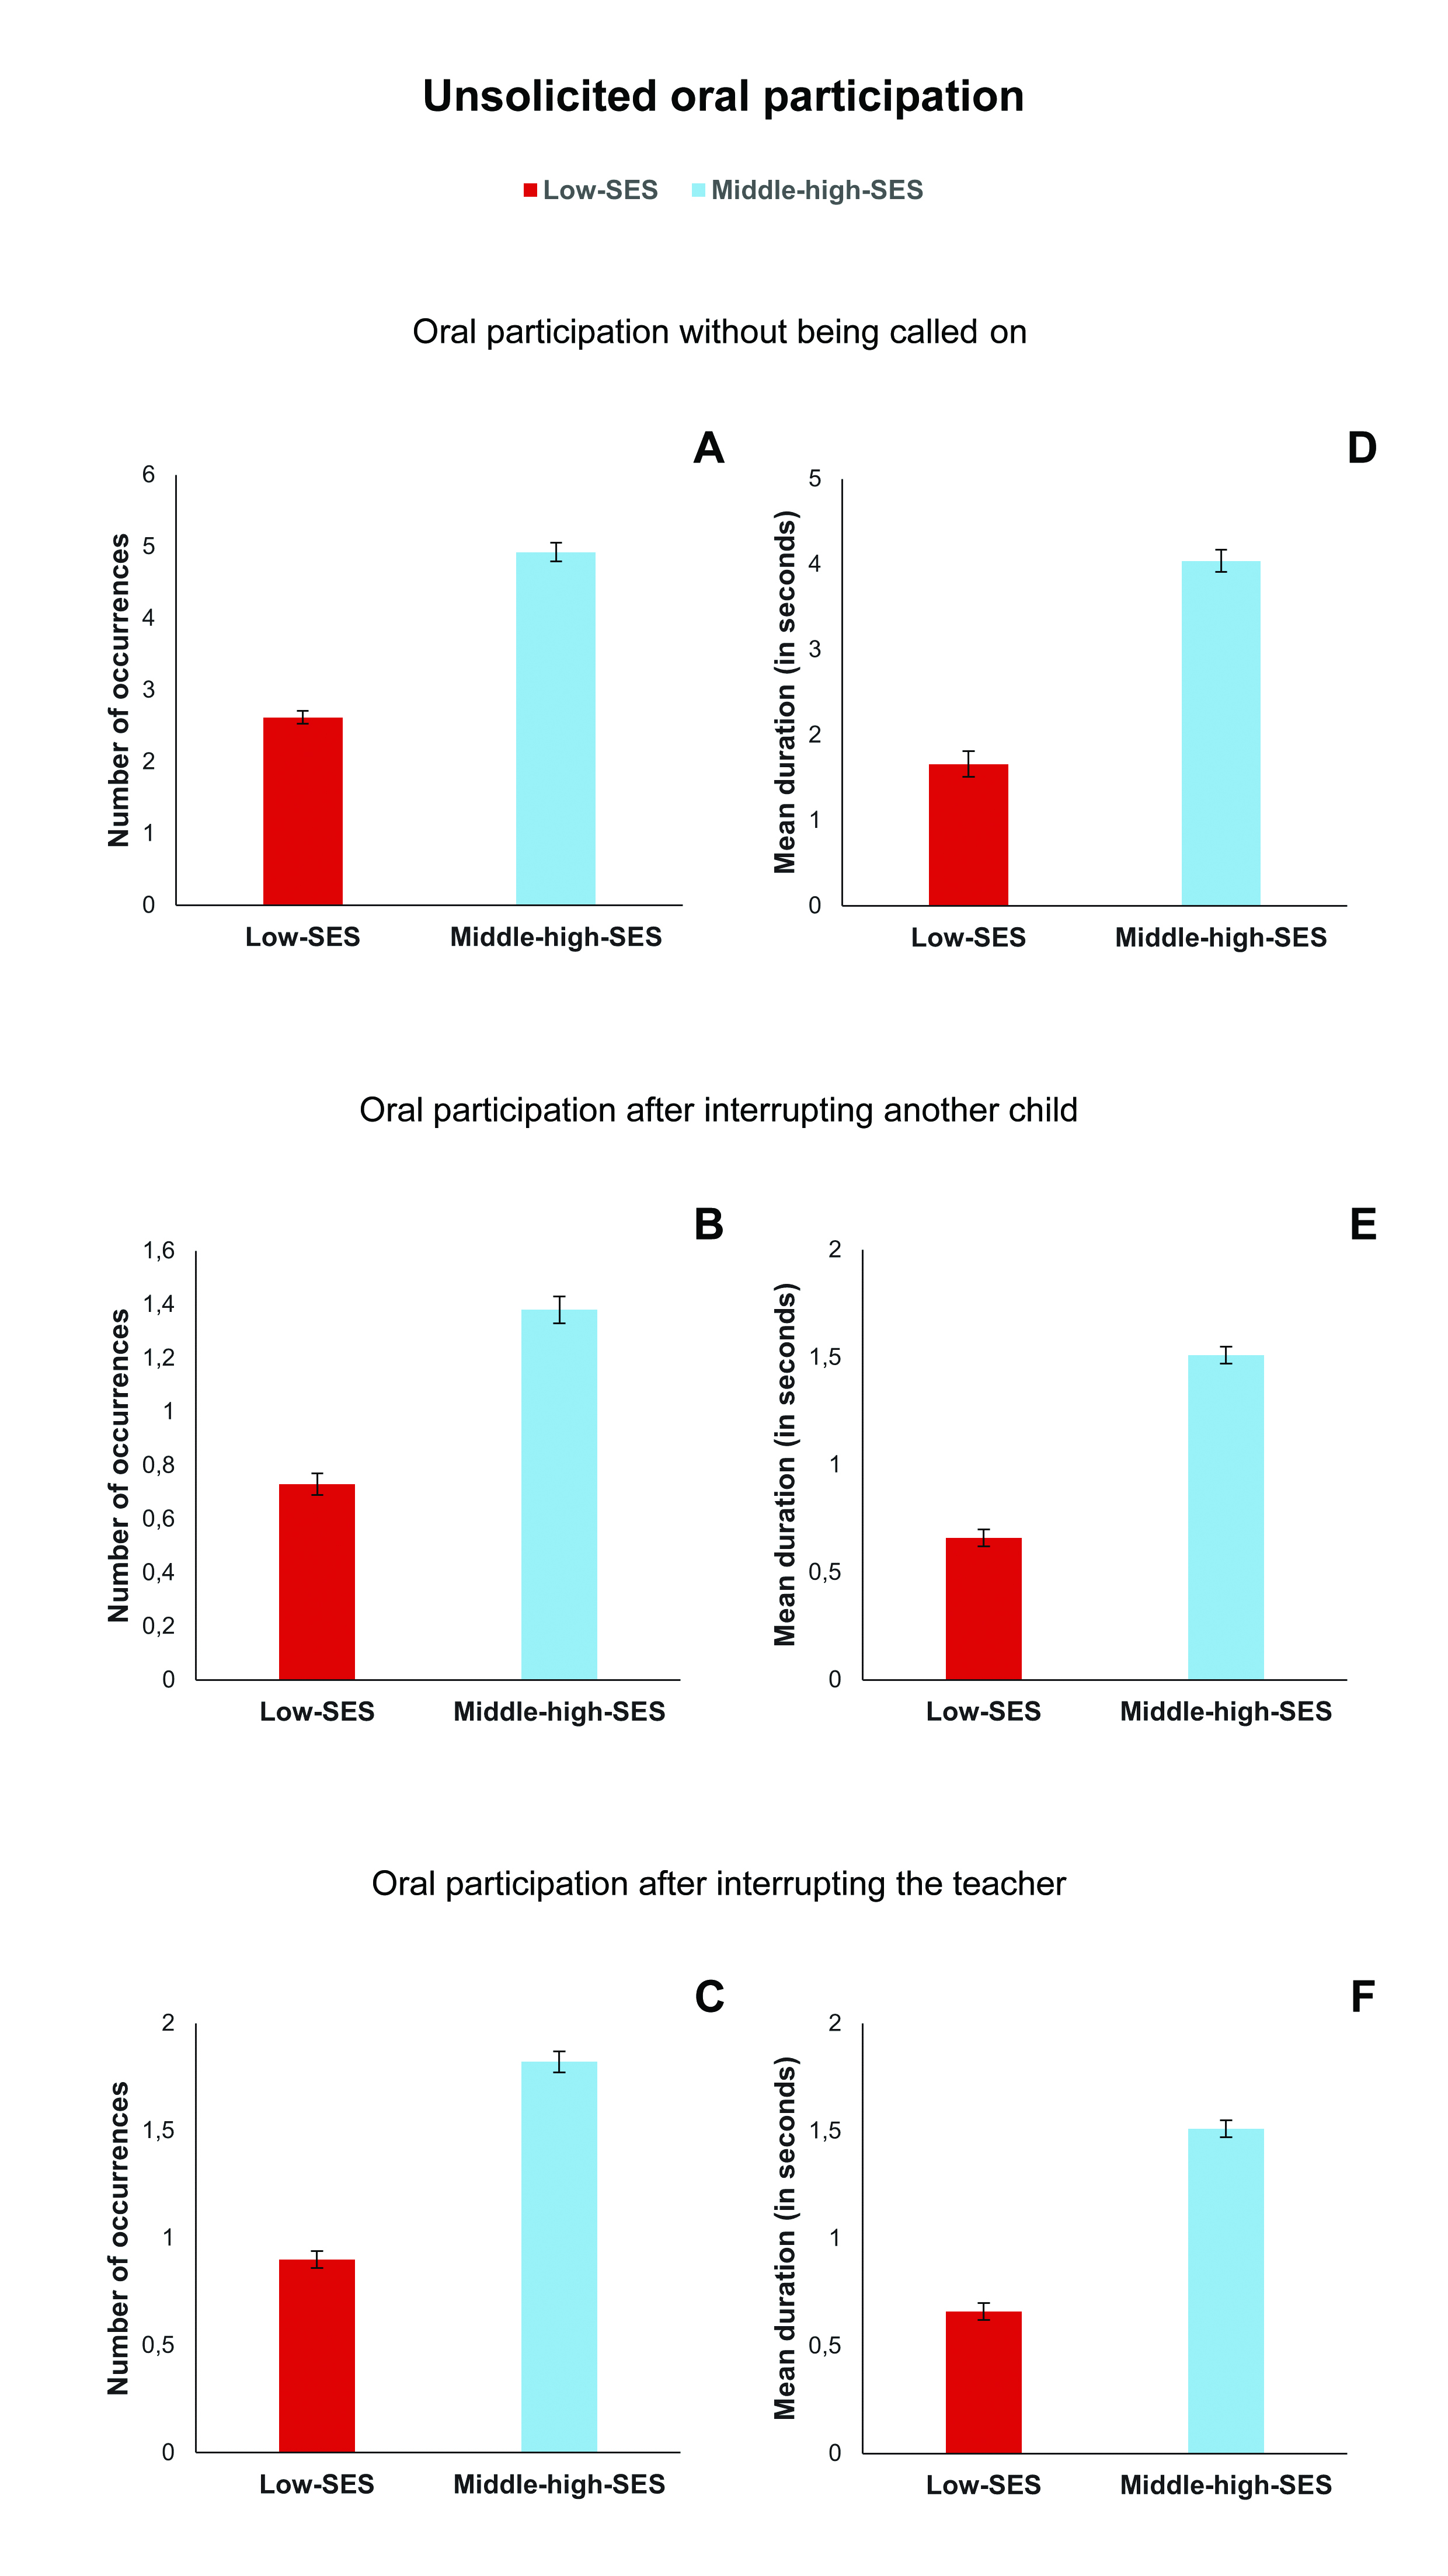 Unsolicited oral participation
Low-SES Middle-high-SES
Oral participation without being called on
A
Number of occurrences
6
5
4
3
2
1
0
Low-SES Middle-high-SES
D
Mean duration (in seconds)
5
4
3
2
1
0
Low-SES Middle-high-SES
Oral participation after interrupting another child
B
Number of occurrences
1,6
1,4
1,2
1
0,8
0,6
0,4
0,2
0
Low-SES Middle-high-SES
E
Mean duration (in seconds)
2
1,5
1
0,5
0
Low-SES Middle-high-SES
Oral participation after interrupting the teacher
C
Number of occurrences
2
1,5
1
0,5
0
Low-SES Middle-high-SES
F
Mean duration (in seconds)
2
1,5
1
0,5
0
Low-SES Middle-high-SES